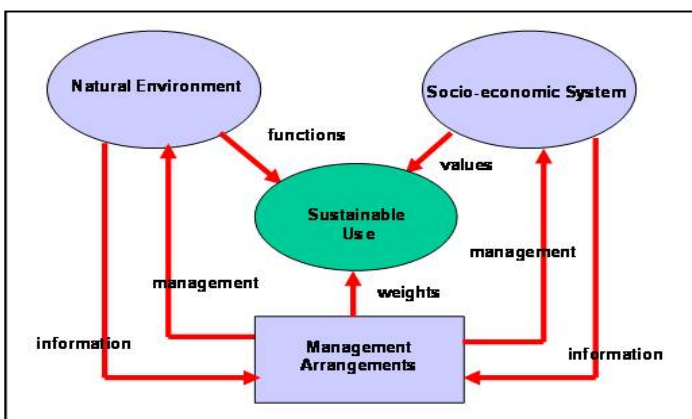 Natural Environment
Socio-economic System
functions
values
Sustainable
Use
management
management
weights
information
Management
Arrangements
information